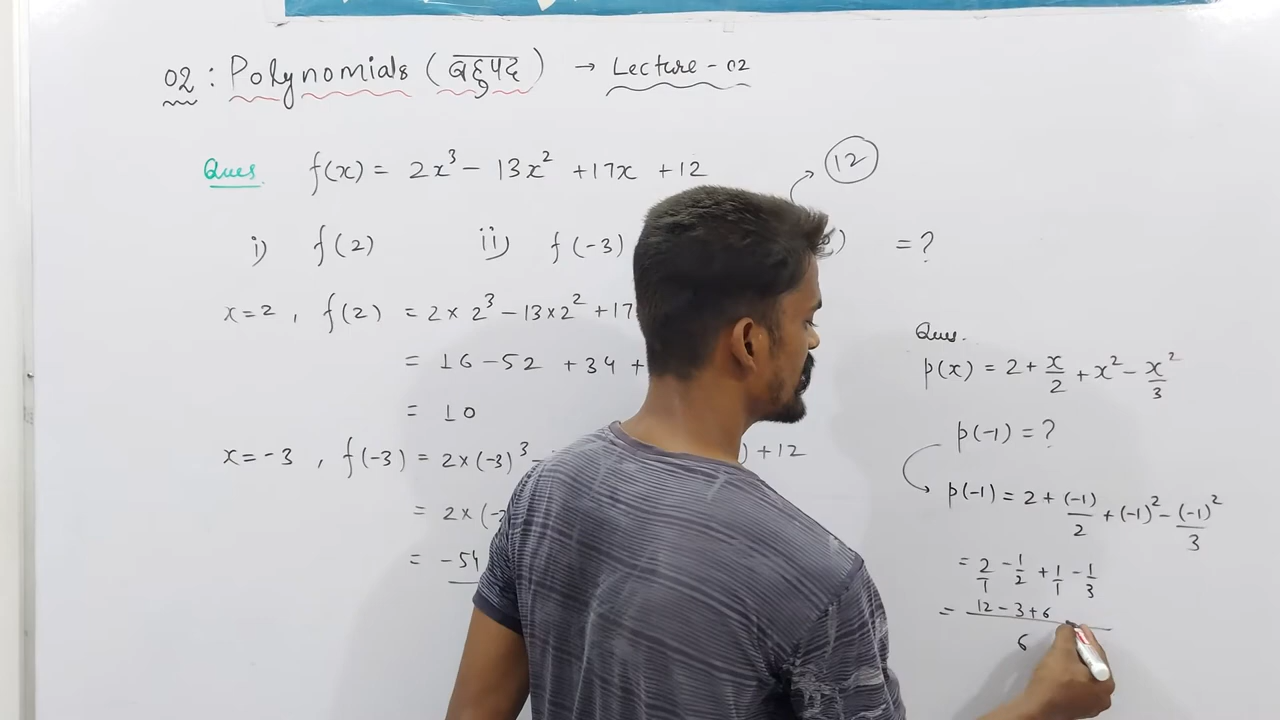 02 : Polynomials (बहुपद) → Lecture - 02
Ques. f(x) = 2x³ - 13x² + 17x + 12
12
i) f(2) ii) f(-3) ) = ?
x=2 , f(2) = 2 x 2³ - 13 x 2² + 17
= 16 - 52 + 34 +
= 10
x=-3 , f(-3) = 2 x (-3)³ - ) + 12
= 2 x (-2
= -54
Ques.
p(x) = 2 + x/2 + x² - x²/3
p(-1) = ?
p(-1) = 2 + (-1)/2 + (-1)² - (-1)²/3
= 2/1 - 1/2 + 1/1 - 1/3
= 12 - 3 + 6
6